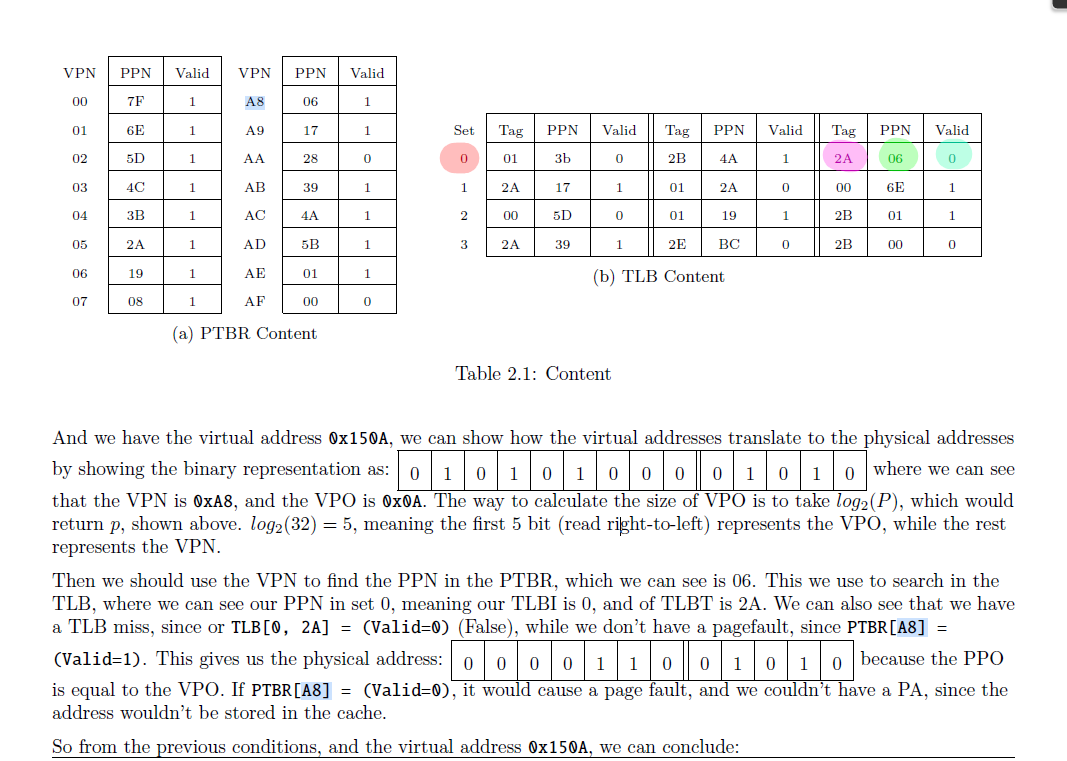 VPN PPN Valid VPN PPN Valid
00 7F 1 A8 06 1
01 6E 1 A9 17 1
02 5D 1 AA 28 0
03 4C 1 AB 39 1
04 3B 1 AC 4A 1
05 2A 1 AD 5B 1
06 19 1 AE 01 1
07 08 1 AF 00 0
(a) PTBR Content
Set Tag PPN Valid Tag PPN Valid Tag PPN Valid
0 01 3b 0 2B 4A 1 2A 06 0
1 2A 17 1 01 2A 0 00 6E 1
2 00 5D 0 01 19 1 2B 01 1
3 2A 39 1 2E BC 0 2B 00 0
(b) TLB Content
Table 2.1: Content
And we have the virtual address 0x150A, we can show how the virtual addresses translate to the physical addresses
by showing the binary representation as: 0 1 0 1 0 1 0 0 0 0 1 0 1 0 where we can see
that the VPN is 0xA8, and the VPO is 0x0A. The way to calculate the size of VPO is to take log2(P), which would
return p, shown above. log2(32) = 5, meaning the first 5 bit (read right-to-left) represents the VPO, while the rest
represents the VPN.
Then we should use the VPN to find the PPN in the PTBR, which we can see is 06. This we use to search in the
TLB, where we can see our PPN in set 0, meaning our TLBI is 0, and of TLBT is 2A. We can also see that we have
a TLB miss, since or TLB[0, 2A] = (Valid=0) (False), while we don't have a pagefault, since PTBR[A8] =
(Valid=1). This gives us the physical address: 0 0 0 0 1 1 0 0 1 0 1 0 because the PPO
is equal to the VPO. If PTBR[A8] = (Valid=0), it would cause a page fault, and we couldn't have a PA, since the
address wouldn't be stored in the cache.
So from the previous conditions, and the virtual address 0x150A, we can conclude: